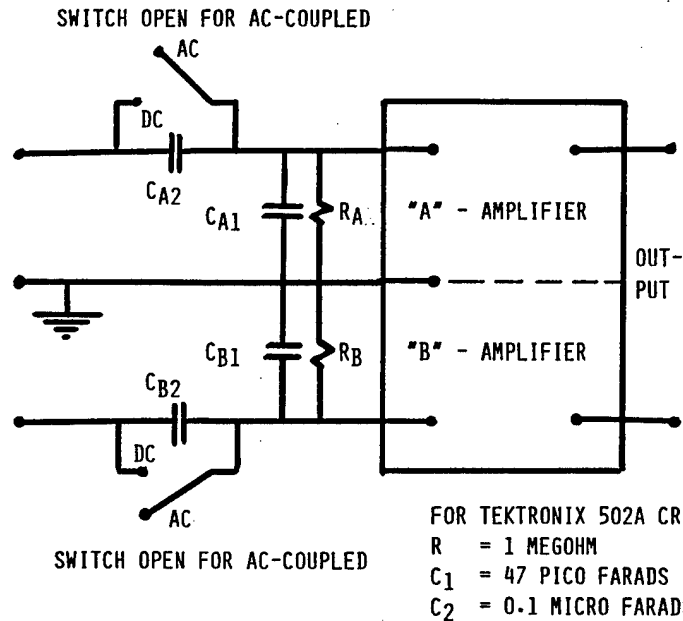 SWITCH OPEN FOR AC-COUPLED
AC
DC
CA2
CA1
RA
"A" - AMPLIFIER
OUT-
PUT
CB1
RB
"B" - AMPLIFIER
CB2
DC
AC
SWITCH OPEN FOR AC-COUPLED
FOR TEKTRONIX 502A CR
R = 1 MEGOHM
C1 = 47 PICO FARADS
C2 = 0.1 MICRO FARAD